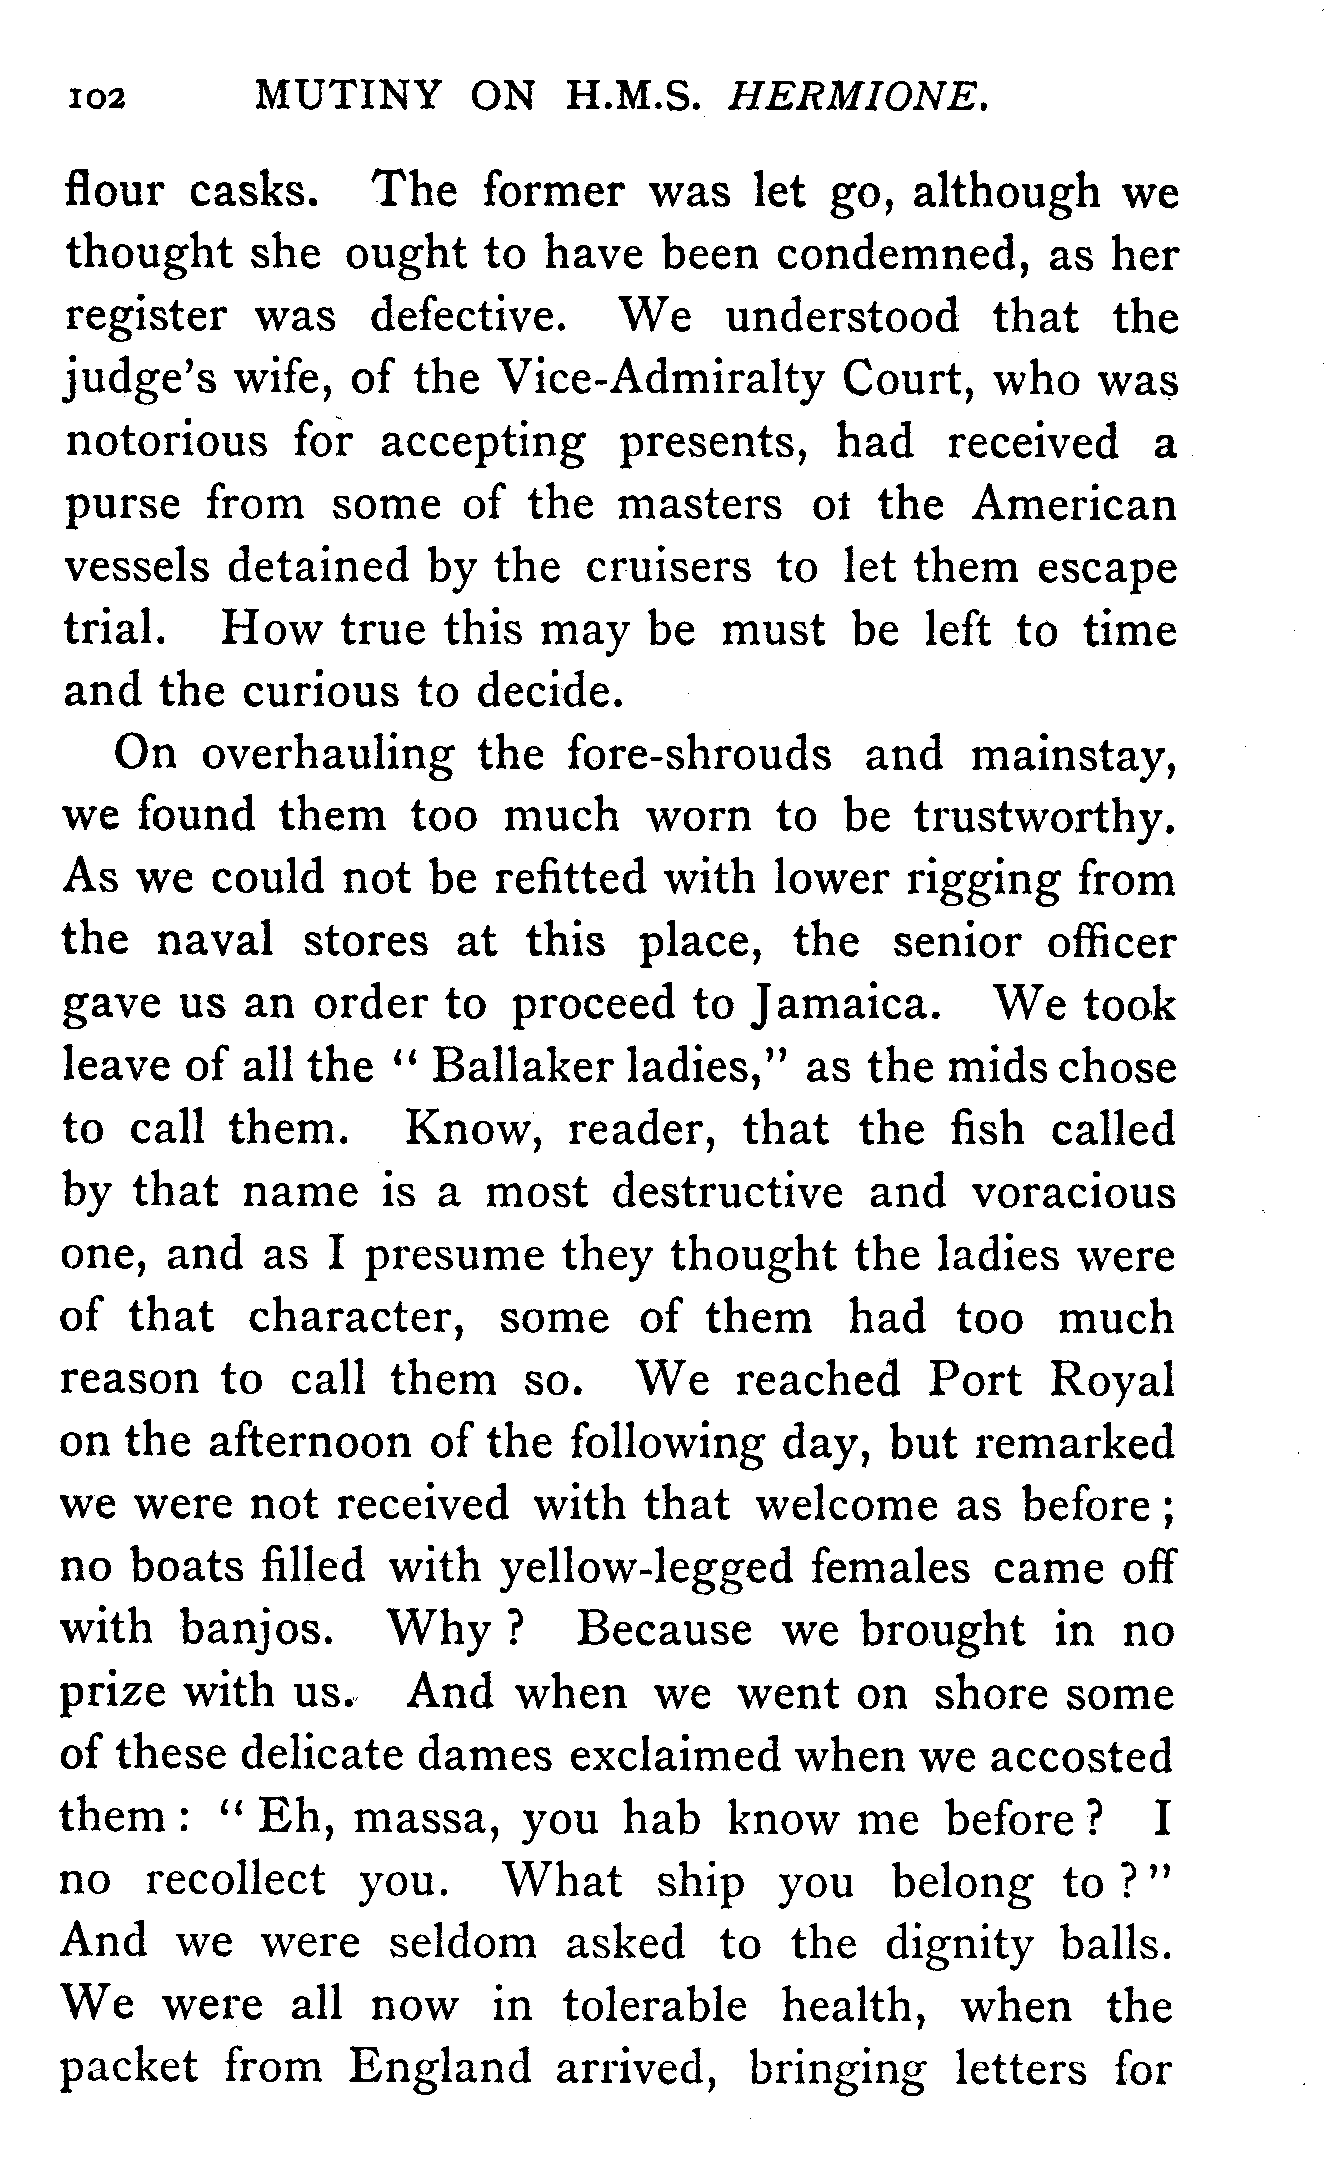 102 MUTINY ON H.M.S. HERMIONE.
flour casks. The former was let go, although we
thought she ought to have been condemned, as her
register was defective. We understood that the
judge's wife, of the Vice-Admiralty Court, who was
notorious for accepting presents, had received a
purse from some of the masters of the American
vessels detained by the cruisers to let them escape
trial. How true this may be must be left to time
and the curious to decide.
On overhauling the fore-shrouds and mainstay,
we found them too much worn to be trustworthy.
As we could not be refitted with lower rigging from
the naval stores at this place, the senior officer
gave us an order to proceed to Jamaica. We took
leave of all the " Ballaker ladies," as the mids chose
to call them. Know, reader, that the fish called
by that name is a most destructive and voracious
one, and as I presume they thought the ladies were
of that character, some of them had too much
reason to call them so. We reached Port Royal
on the afternoon of the following day, but remarked
we were not received with that welcome as before ;
no boats filled with yellow-legged females came off
with banjos. Why ? Because we brought in no
prize with us. And when we went on shore some
of these delicate dames exclaimed when we accosted
them : " Eh, massa, you hab know me before ? I
no recollect you. What ship you belong to ? "
And we were seldom asked to the dignity balls.
We were all now in tolerable health, when the
packet from England arrived, bringing letters for